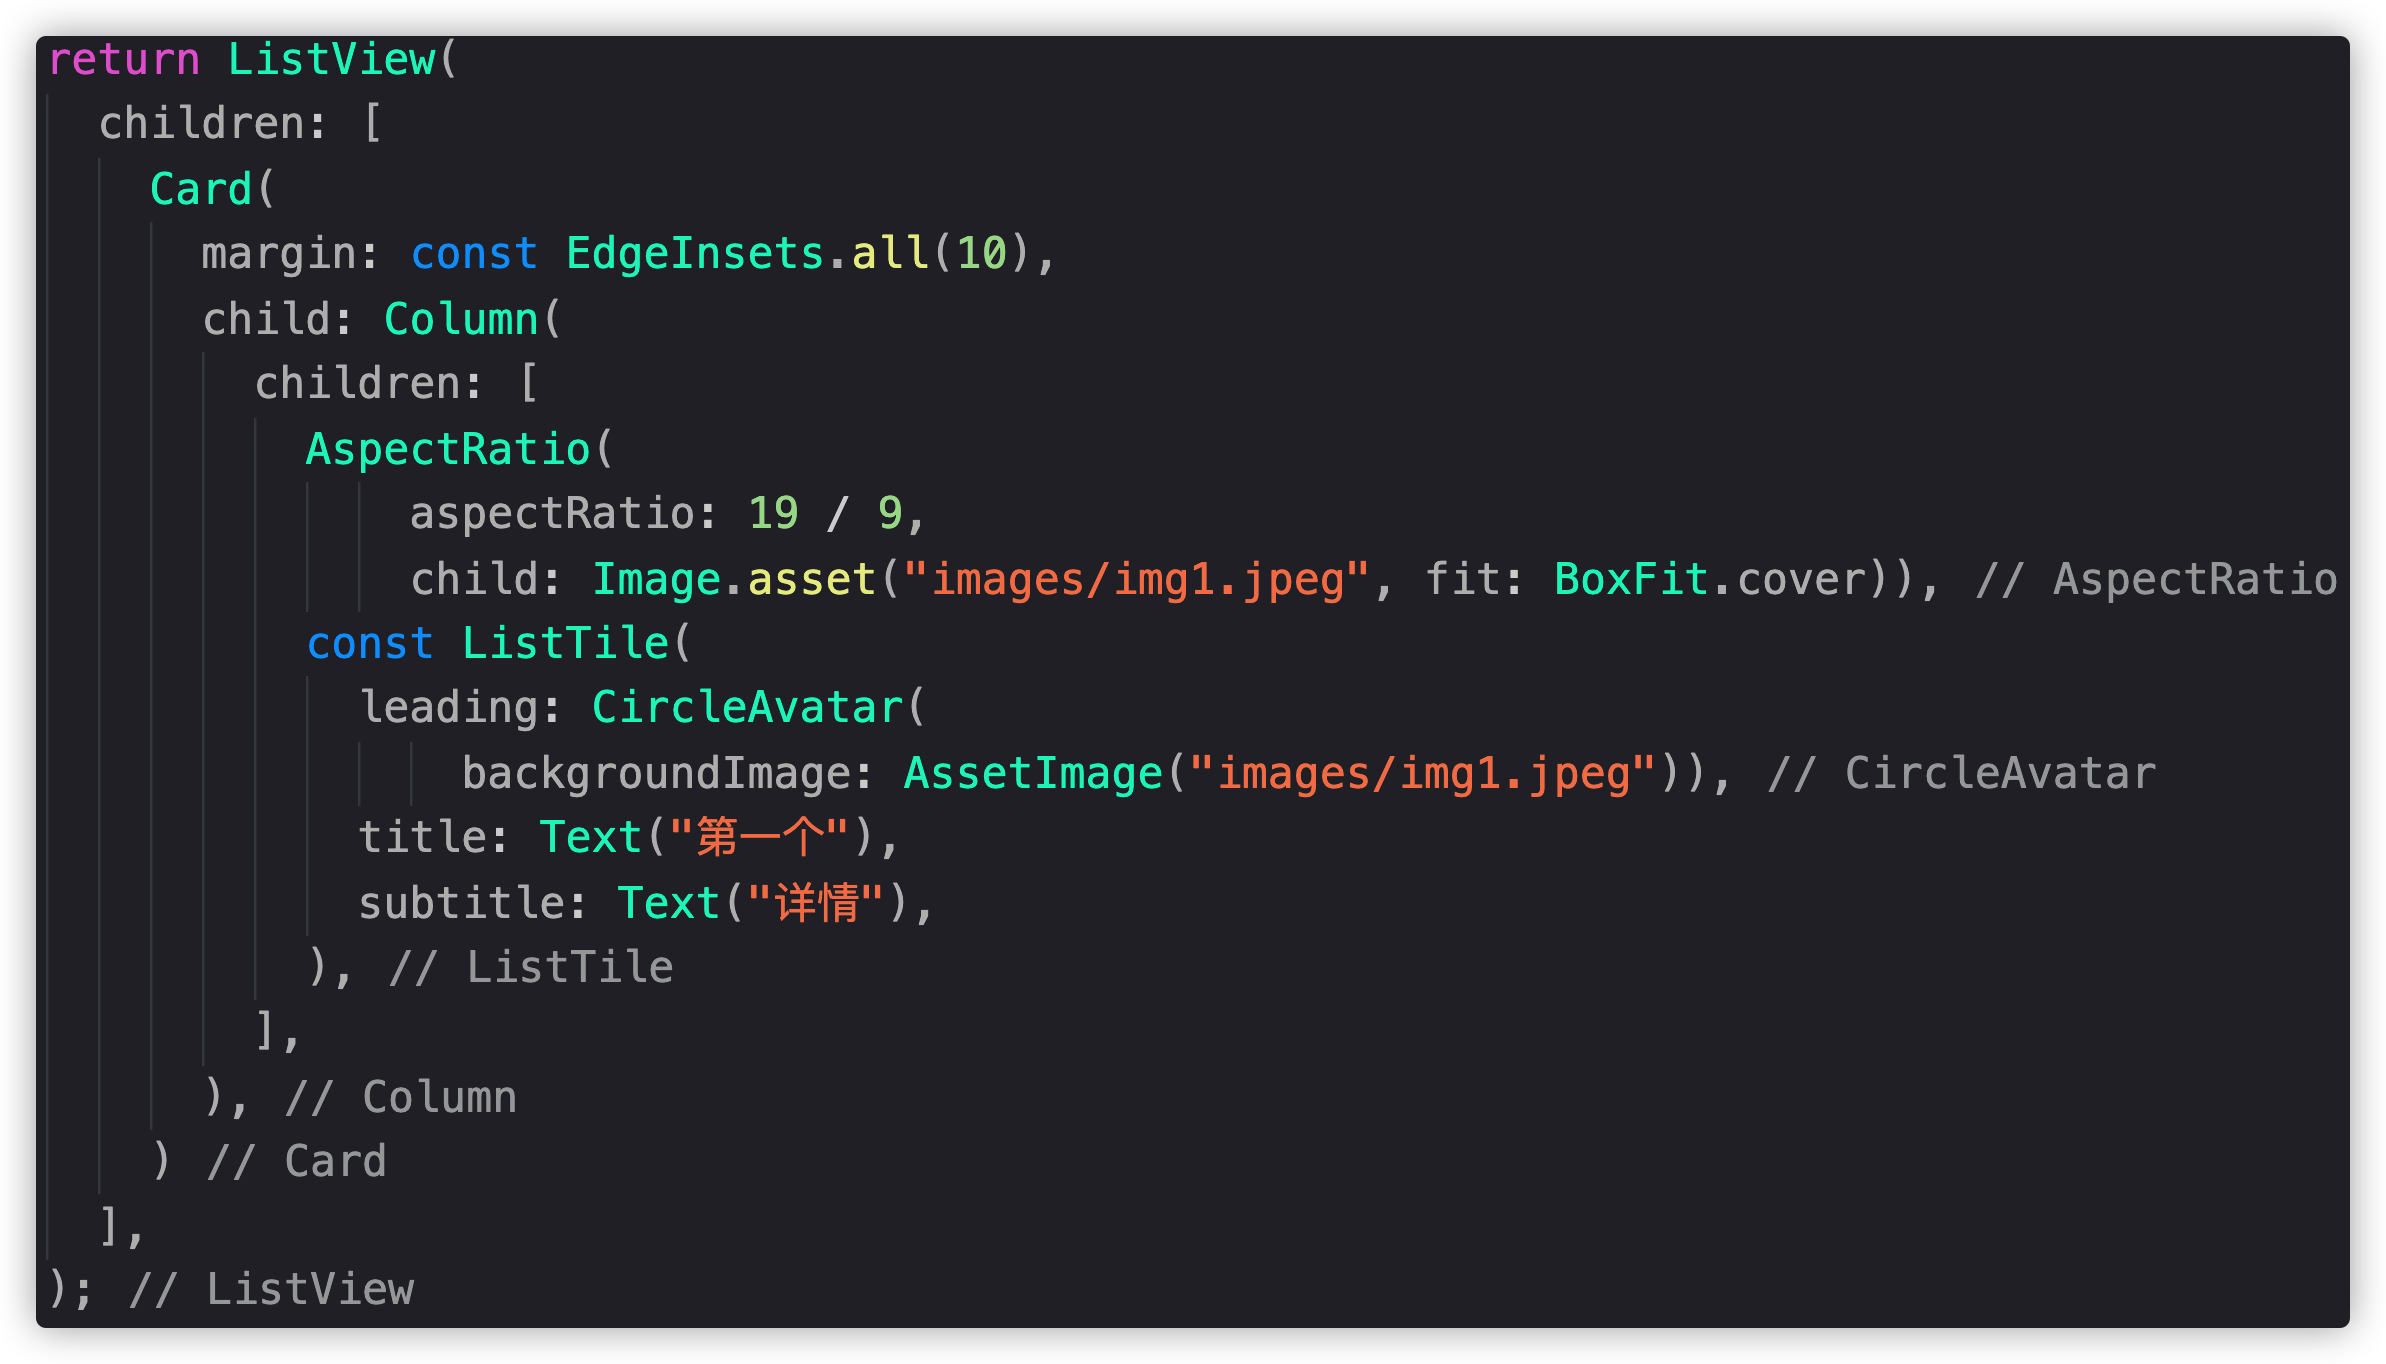 return ListView(
children: [
Card(
margin: const EdgeInsets.all(10),
child: Column(
children: [
AspectRatio(
aspectRatio: 19 / 9,
child: Image.asset("images/img1.jpeg", fit: BoxFit.cover)), // AspectRatio
const ListTile(
leading: CircleAvatar(
backgroundImage: AssetImage("images/img1.jpeg")), // CircleAvatar
title: Text("第一个"),
subtitle: Text("详情"),
), // ListTile
],
), // Column
) // Card
],
); // ListView